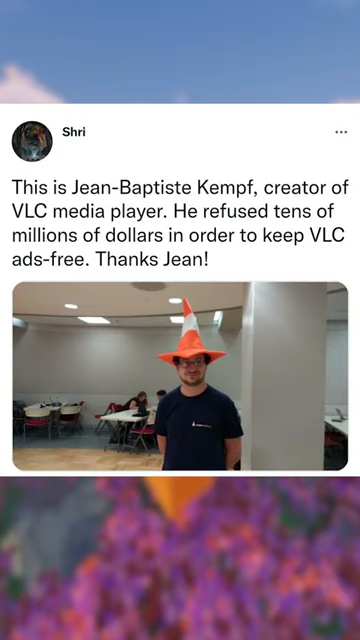 Shri
This is Jean-Baptiste Kempf, creator of
VLC media player. He refused tens of
millions of dollars in order to keep VLC
ads-free. Thanks Jean!